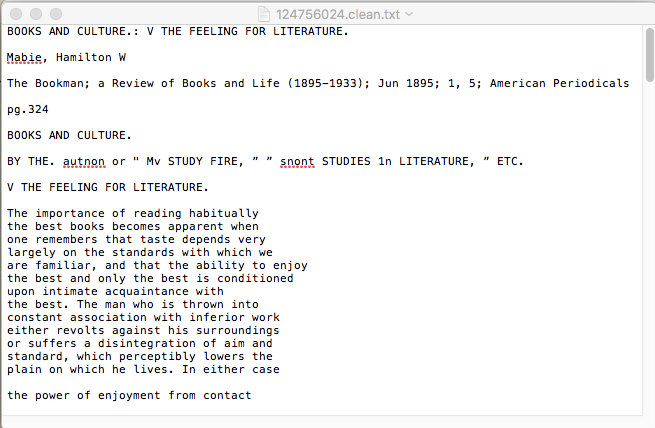 124756024.clean.txt
BOOKS AND CULTURE.: V THE FEELING FOR LITERATURE.
Mabie, Hamilton W
The Bookman; a Review of Books and Life (1895-1933); Jun 1895; 1, 5; American Periodicals
pg.324
BOOKS AND CULTURE.
BY THE. autnon or " Mv STUDY FIRE, ” ” snont STUDIES 1n LITERATURE, ” ETC.
V THE FEELING FOR LITERATURE.
The importance of reading habitually
the best books becomes apparent when
one remembers that taste depends very
largely on the standards with which we
are familiar, and that the ability to enjoy
the best and only the best is conditioned
upon intimate acquaintance with
the best. The man who is thrown into
constant association with inferior work
either revolts against his surroundings
or suffers a disintegration of aim and
standard, which perceptibly lowers the
plain on which he lives. In either case
the power of enjoyment from contact